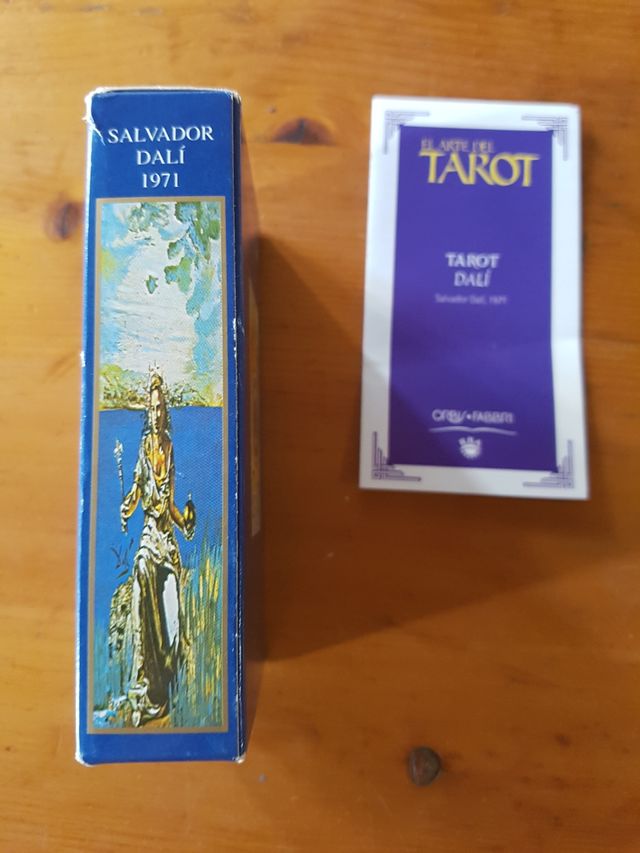 SALVADOR
DALÍ
1971
EL ARTE DEL
TAROT
TAROT
DALÍ
Salvador Dalí, 1971
ORBIS•FABBRI